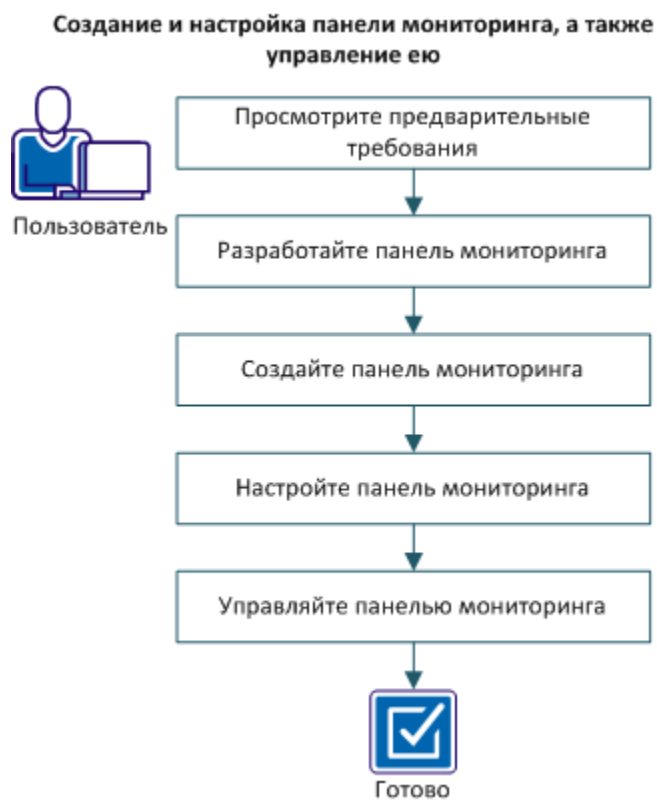 Создание и настройка панели мониторинга, а также
управление ею
Просмотрите предварительные
требования
Пользователь
Разработайте панель мониторинга
Создайте панель мониторинга
Настройте панель мониторинга
Управляйте панелью мониторинга
Готово